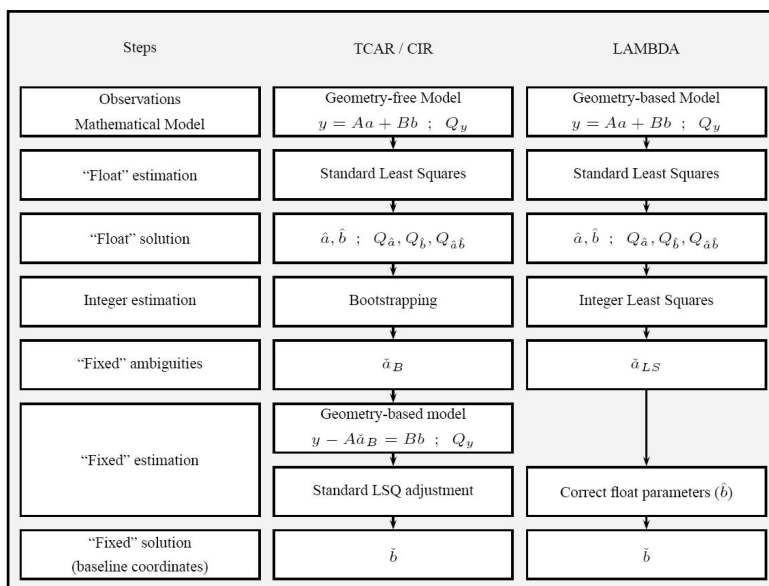 Steps TCAR / CIR LAMBDA
Observations
Mathematical Model
Geometry-free Model
y = Aa + Bb ; Q_y
Geometry-based Model
y = Aa + Bb ; Q_y
“Float” estimation
Standard Least Squares
Standard Least Squares
“Float” solution
â, b̂ ; Q_â, Q_b̂, Q_âb̂
â, b̂ ; Q_â, Q_b̂, Q_âb̂
Integer estimation
Bootstrapping
Integer Least Squares
“Fixed” ambiguities
ǎ_B
ǎ_LS
“Fixed” estimation
Geometry-based model
y − Aǎ_B = Bb ; Q_y
Standard LSQ adjustment
Correct float parameters (b̂)
“Fixed” solution
(baseline coordinates)
b̌
b̌